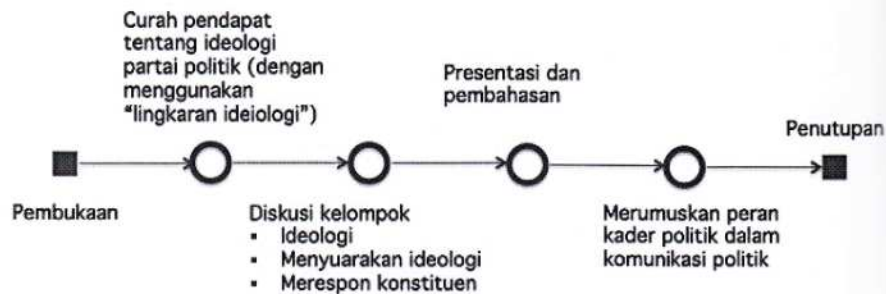 Curah pendapat
tentang ideologi
partai politik (dengan
menggunakan
“lingkaran ideiologi”)
Presentasi dan
pembahasan
Penutupan
Pembukaan
Diskusi kelompok
▪ Ideologi
▪ Menyuarakan ideologi
▪ Merespon konstituen
Merumuskan peran
kader politik dalam
komunikasi politik